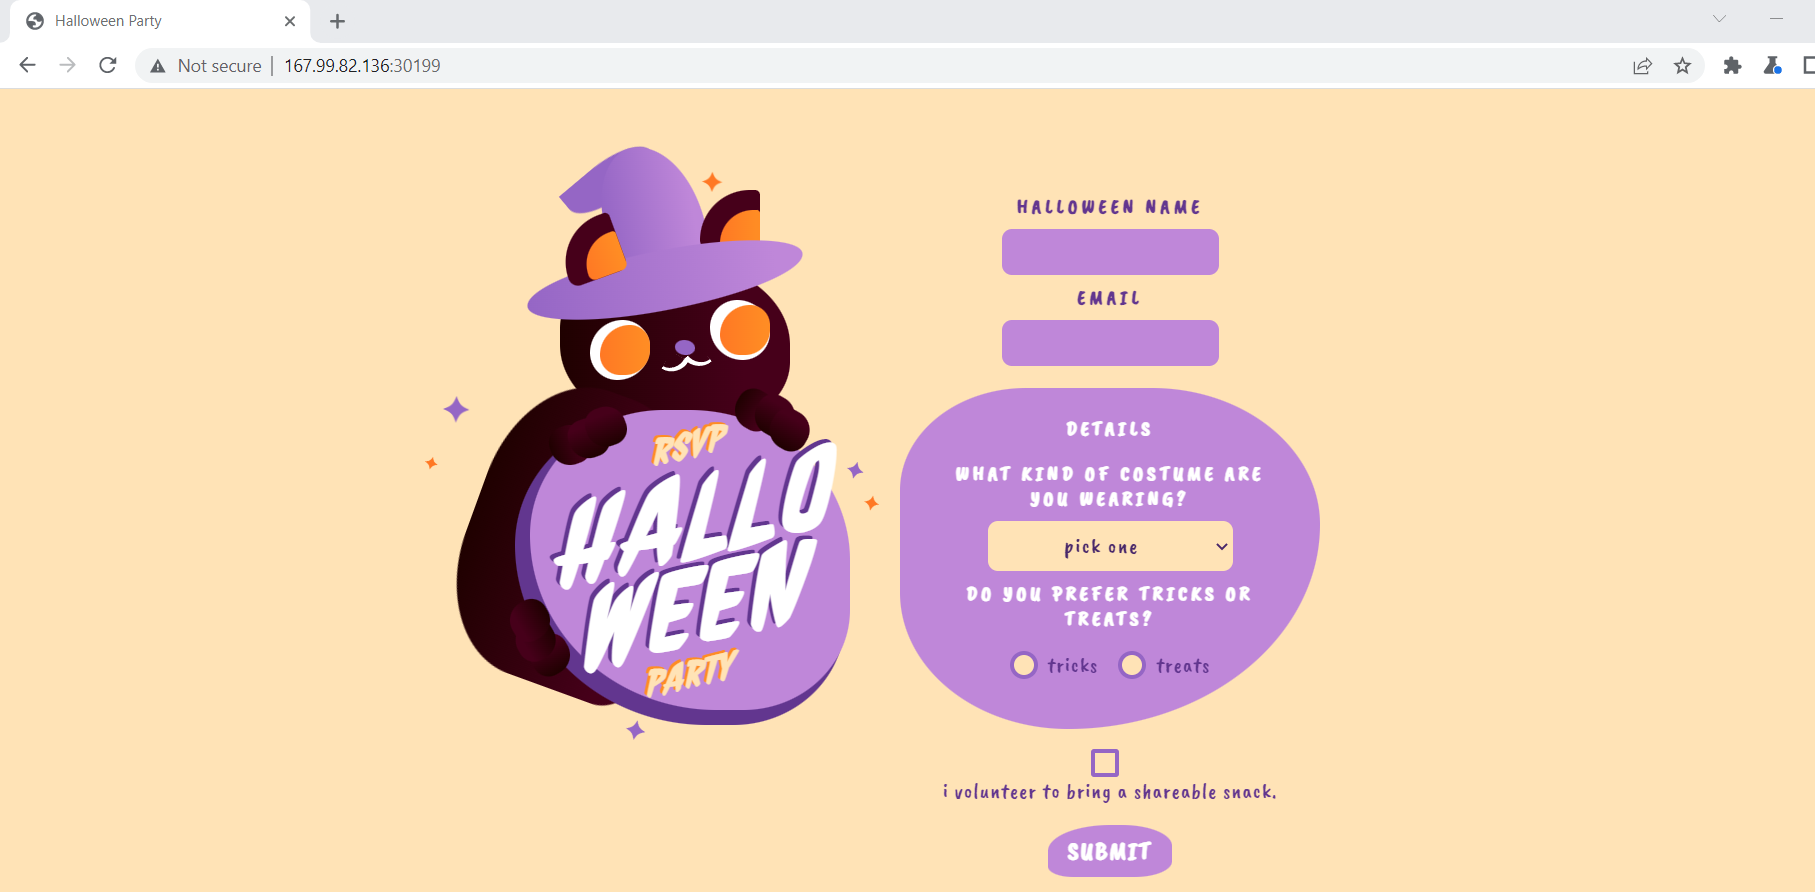 Halloween Party
Not secure | 167.99.82.136:30199
RSVP
HALLO
WEEN
PARTY
HALLOWEEN NAME
EMAIL
DETAILS
WHAT KIND OF COSTUME ARE
YOU WEARING?
pick one
DO YOU PREFER TRICKS OR
TREATS?
tricks treats
i volunteer to bring a shareable snack.
SUBMIT